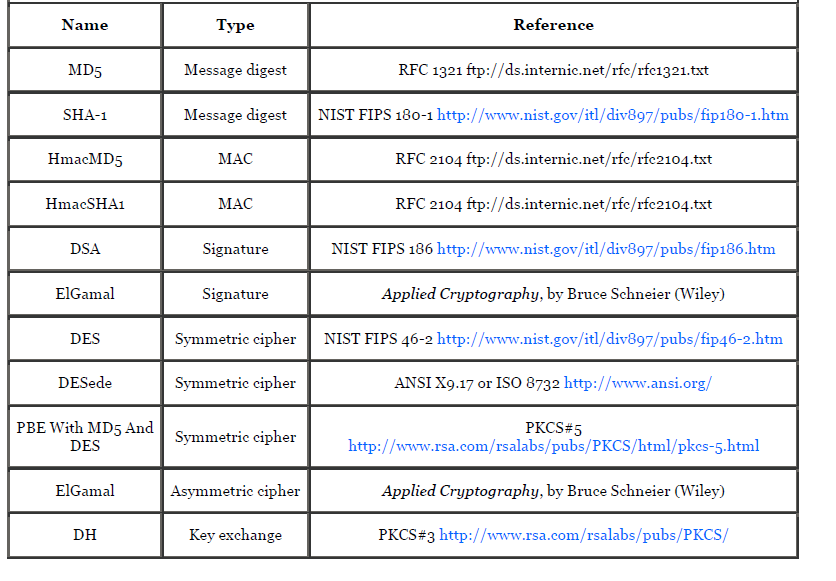 Name Type Reference
MD5 Message digest RFC 1321 ftp://ds.internic.net/rfc/rfc1321.txt
SHA-1 Message digest NIST FIPS 180-1 http://www.nist.gov/itl/div897/pubs/fip180-1.htm
HmacMD5 MAC RFC 2104 ftp://ds.internic.net/rfc/rfc2104.txt
HmacSHA1 MAC RFC 2104 ftp://ds.internic.net/rfc/rfc2104.txt
DSA Signature NIST FIPS 186 http://www.nist.gov/itl/div897/pubs/fip186.htm
ElGamal Signature Applied Cryptography, by Bruce Schneier (Wiley)
DES Symmetric cipher NIST FIPS 46-2 http://www.nist.gov/itl/div897/pubs/fip46-2.htm
DESede Symmetric cipher ANSI X9.17 or ISO 8732 http://www.ansi.org/
PBE With MD5 And
DES
Symmetric cipher
PKCS#5
http://www.rsa.com/rsalabs/pubs/PKCS/html/pkcs-5.html
ElGamal Asymmetric cipher Applied Cryptography, by Bruce Schneier (Wiley)
DH Key exchange PKCS#3 http://www.rsa.com/rsalabs/pubs/PKCS/